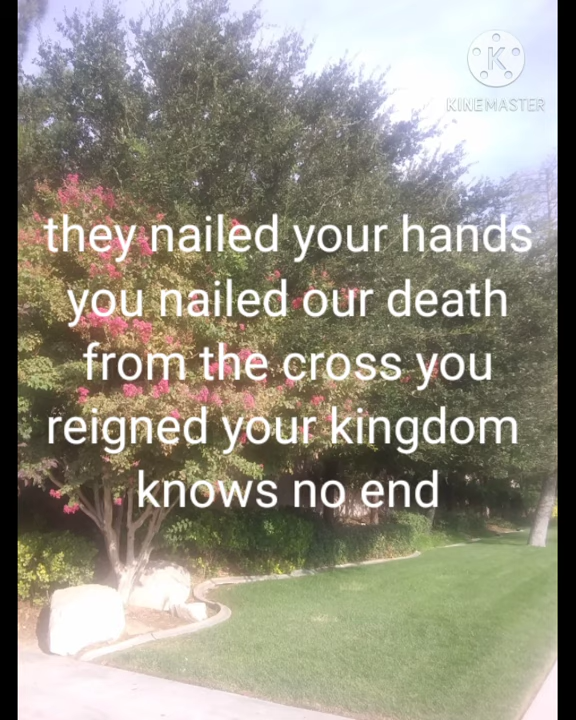 KINEMASTER
they nailed your hands
you nailed our death
from the cross you
reigned your kingdom
knows no end